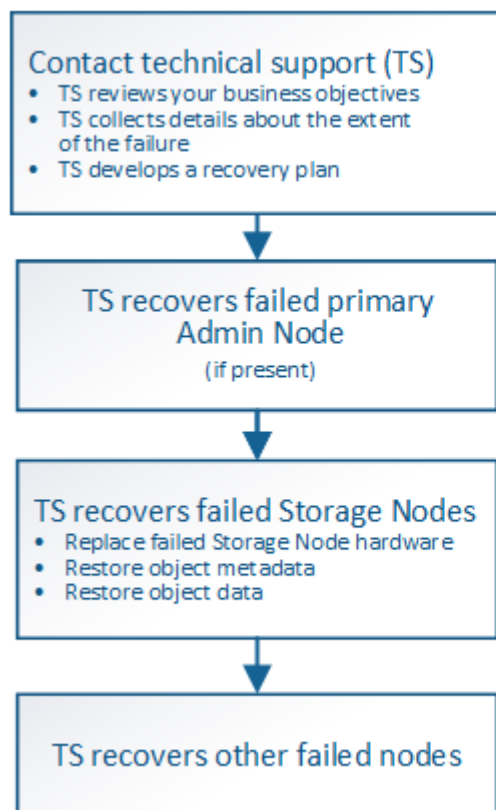 Contact technical support (TS)
• TS reviews your business objectives
• TS collects details about the extent
of the failure
• TS develops a recovery plan
TS recovers failed primary
Admin Node
(if present)
TS recovers failed Storage Nodes
• Replace failed Storage Node hardware
• Restore object metadata
• Restore object data
TS recovers other failed nodes